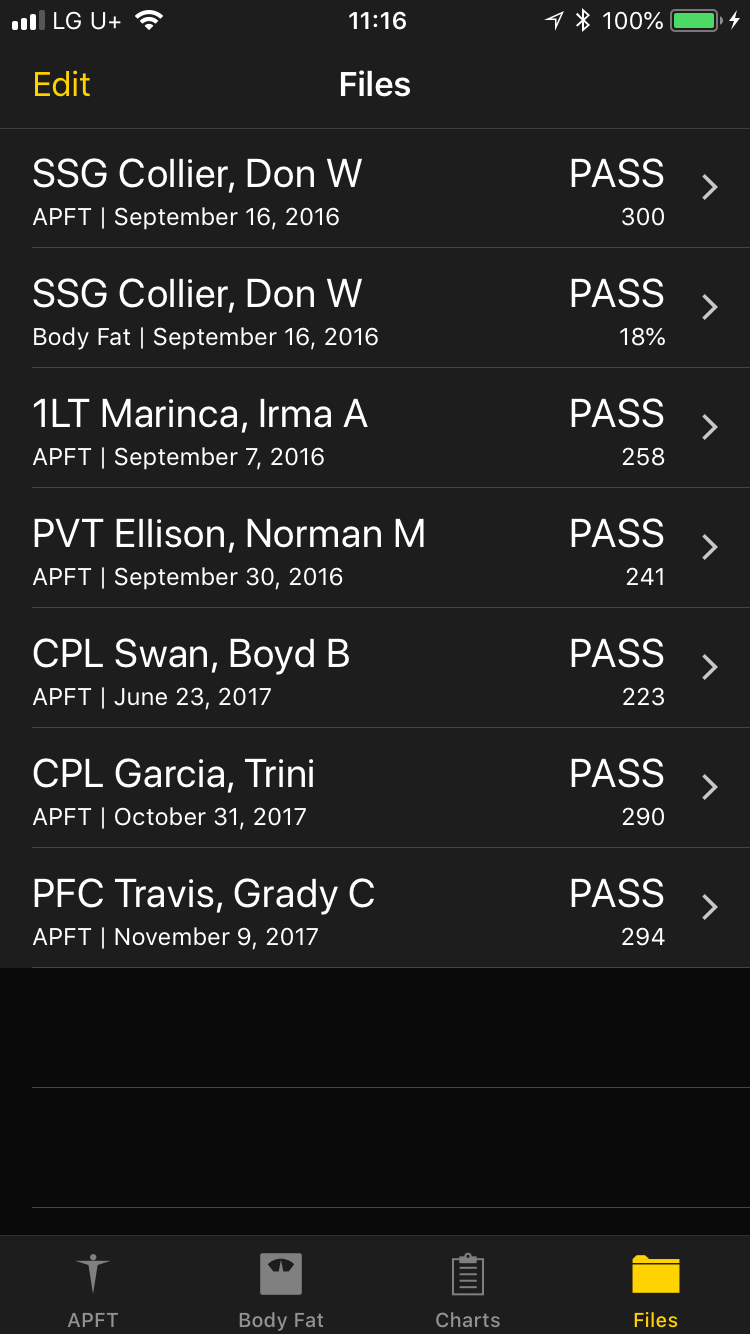 LG U+ 11:16 100%
Edit Files
SSG Collier, Don W PASS
APFT | September 16, 2016 300
SSG Collier, Don W PASS
Body Fat | September 16, 2016 18%
1LT Marinca, Irma A PASS
APFT | September 7, 2016 258
PVT Ellison, Norman M PASS
APFT | September 30, 2016 241
CPL Swan, Boyd B PASS
APFT | June 23, 2017 223
CPL Garcia, Trini PASS
APFT | October 31, 2017 290
PFC Travis, Grady C PASS
APFT | November 9, 2017 294
APFT Body Fat Charts Files